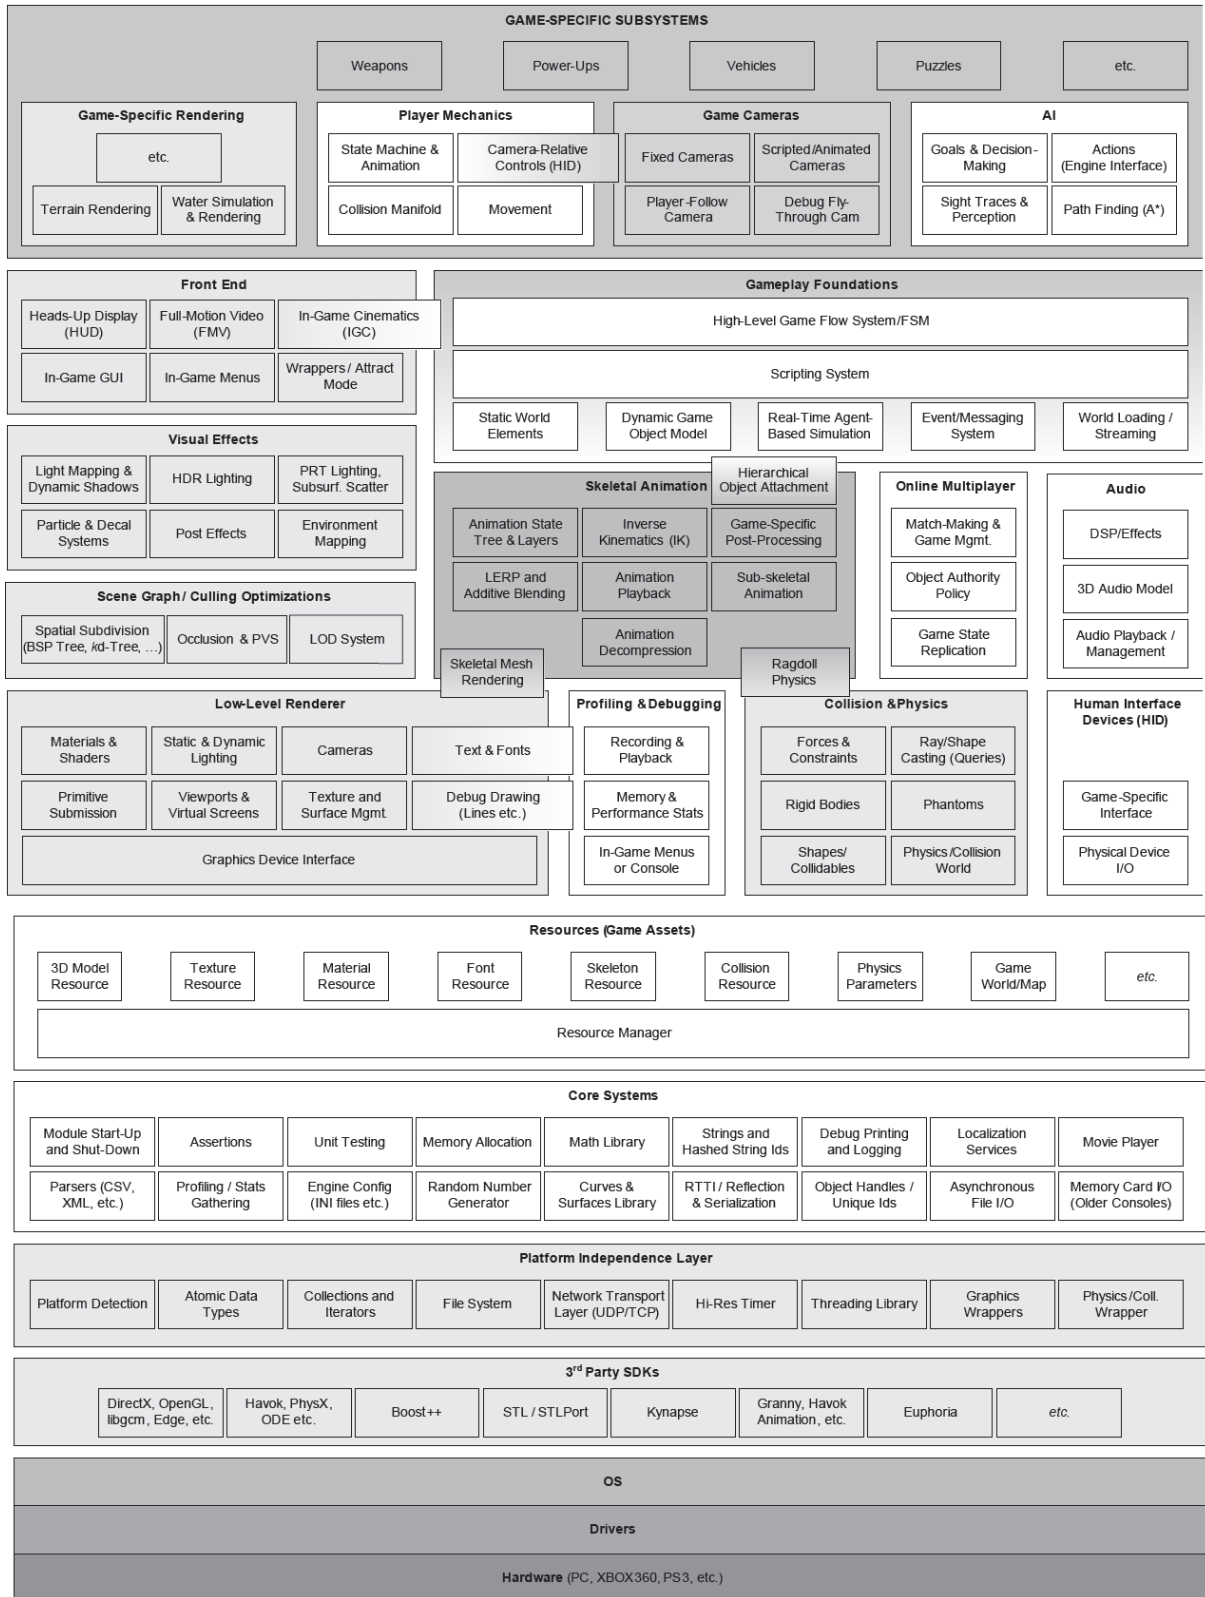 GAME-SPECIFIC SUBSYSTEMS
Weapons
Power-Ups
Vehicles
Puzzles
etc.
Game-Specific Rendering
etc.
Terrain Rendering
Water Simulation
& Rendering
Player Mechanics
State Machine &
Animation
Camera-Relative
Controls (HID)
Collision Manifold
Movement
Game Cameras
Fixed Cameras
Scripted/Animated
Cameras
Player-Follow
Camera
Debug Fly-
Through Cam
AI
Goals & Decision-
Making
Actions
(Engine Interface)
Sight Traces &
Perception
Path Finding (A*)
Front End
Heads-Up Display
(HUD)
Full-Motion Video
(FMV)
In-Game Cinematics
(IGC)
In-Game GUI
In-Game Menus
Wrappers / Attract
Mode
Gameplay Foundations
High-Level Game Flow System/FSM
Scripting System
Static World
Elements
Dynamic Game
Object Model
Real-Time Agent-
Based Simulation
Event/Messaging
System
World Loading /
Streaming
Visual Effects
Light Mapping &
Dynamic Shadows
HDR Lighting
PRT Lighting,
Subsurf. Scatter
Particle & Decal
Systems
Post Effects
Environment
Mapping
Hierarchical
Object Attachment
Skeletal Animation
Animation State
Tree & Layers
Inverse
Kinematics (IK)
Game-Specific
Post-Processing
LERP and
Additive Blending
Animation
Playback
Sub-skeletal
Animation
Animation
Decompression
Online Multiplayer
Match-Making &
Game Mgmt.
Object Authority
Policy
Game State
Replication
Audio
DSP/Effects
3D Audio Model
Audio Playback /
Management
Scene Graph / Culling Optimizations
Spatial Subdivision
(BSP Tree, kd-Tree, …)
Occlusion & PVS
LOD System
Skeletal Mesh
Rendering
Ragdoll
Physics
Low-Level Renderer
Materials &
Shaders
Static & Dynamic
Lighting
Cameras
Text & Fonts
Primitive
Submission
Viewports &
Virtual Screens
Texture and
Surface Mgmt.
Debug Drawing
(Lines etc.)
Graphics Device Interface
Profiling & Debugging
Recording &
Playback
Memory &
Performance Stats
In-Game Menus
or Console
Collision & Physics
Forces &
Constraints
Ray/Shape
Casting (Queries)
Rigid Bodies
Phantoms
Shapes/
Collidables
Physics/Collision
World
Human Interface
Devices (HID)
Game-Specific
Interface
Physical Device
I/O
Resources (Game Assets)
3D Model
Resource
Texture
Resource
Material
Resource
Font
Resource
Skeleton
Resource
Collision
Resource
Physics
Parameters
Game
World/Map
etc.
Resource Manager
Core Systems
Module Start-Up
and Shut-Down
Assertions
Unit Testing
Memory Allocation
Math Library
Strings and
Hashed String Ids
Debug Printing
and Logging
Localization
Services
Movie Player
Parsers (CSV,
XML, etc.)
Profiling / Stats
Gathering
Engine Config
(INI files etc.)
Random Number
Generator
Curves &
Surfaces Library
RTTI / Reflection
& Serialization
Object Handles /
Unique Ids
Asynchronous
File I/O
Memory Card I/O
(Older Consoles)
Platform Independence Layer
Platform Detection
Atomic Data
Types
Collections and
Iterators
File System
Network Transport
Layer (UDP/TCP)
Hi-Res Timer
Threading Library
Graphics
Wrappers
Physics/Coll.
Wrapper
3rd Party SDKs
DirectX, OpenGL,
libgcm, Edge, etc.
Havok, PhysX,
ODE etc.
Boost++
STL / STLPort
Kynapse
Granny, Havok
Animation, etc.
Euphoria
etc.
OS
Drivers
Hardware (PC, XBOX360, PS3, etc.)